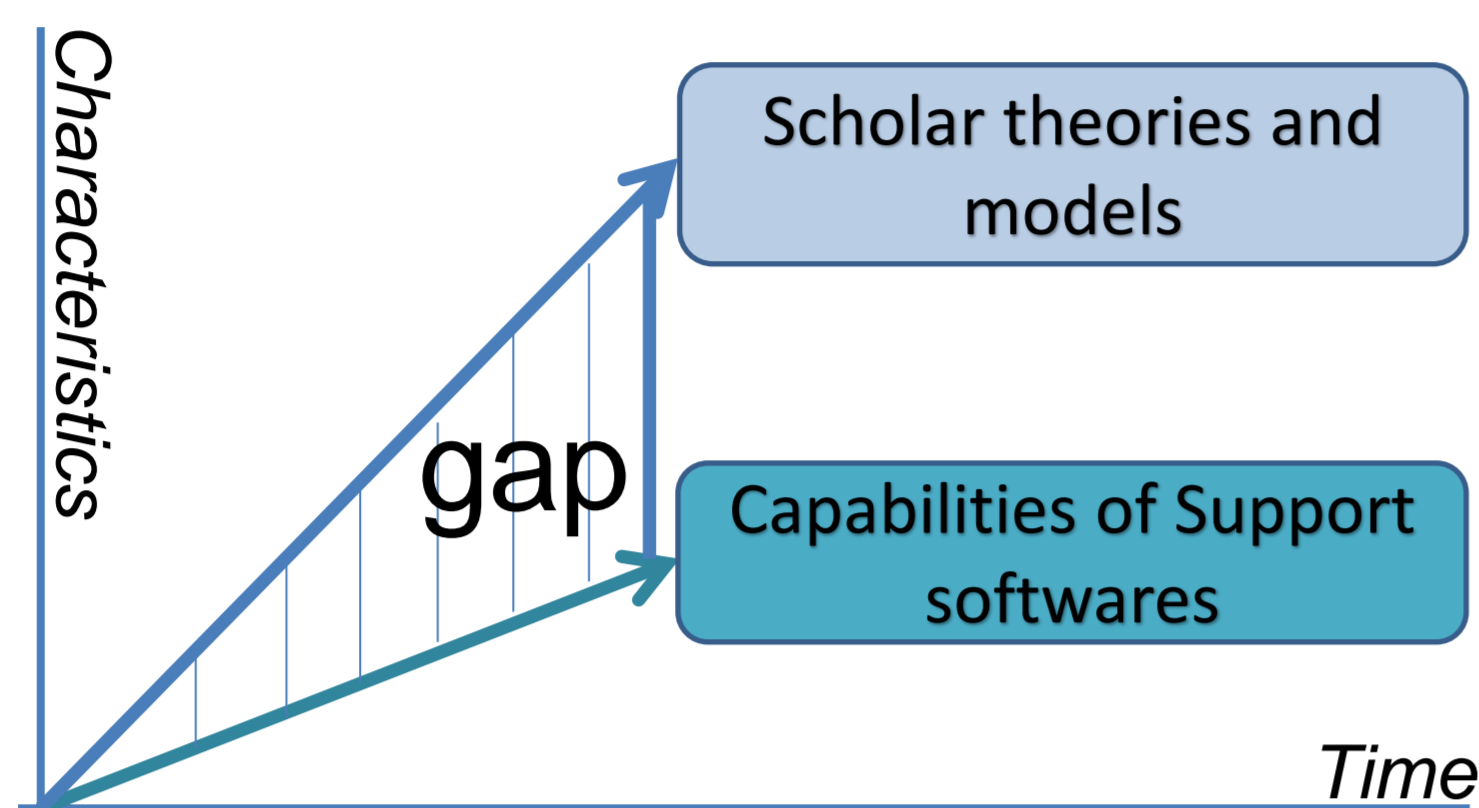 Characteristics
Scholar theories and
models
gap
Capabilities of Support
softwares
Time